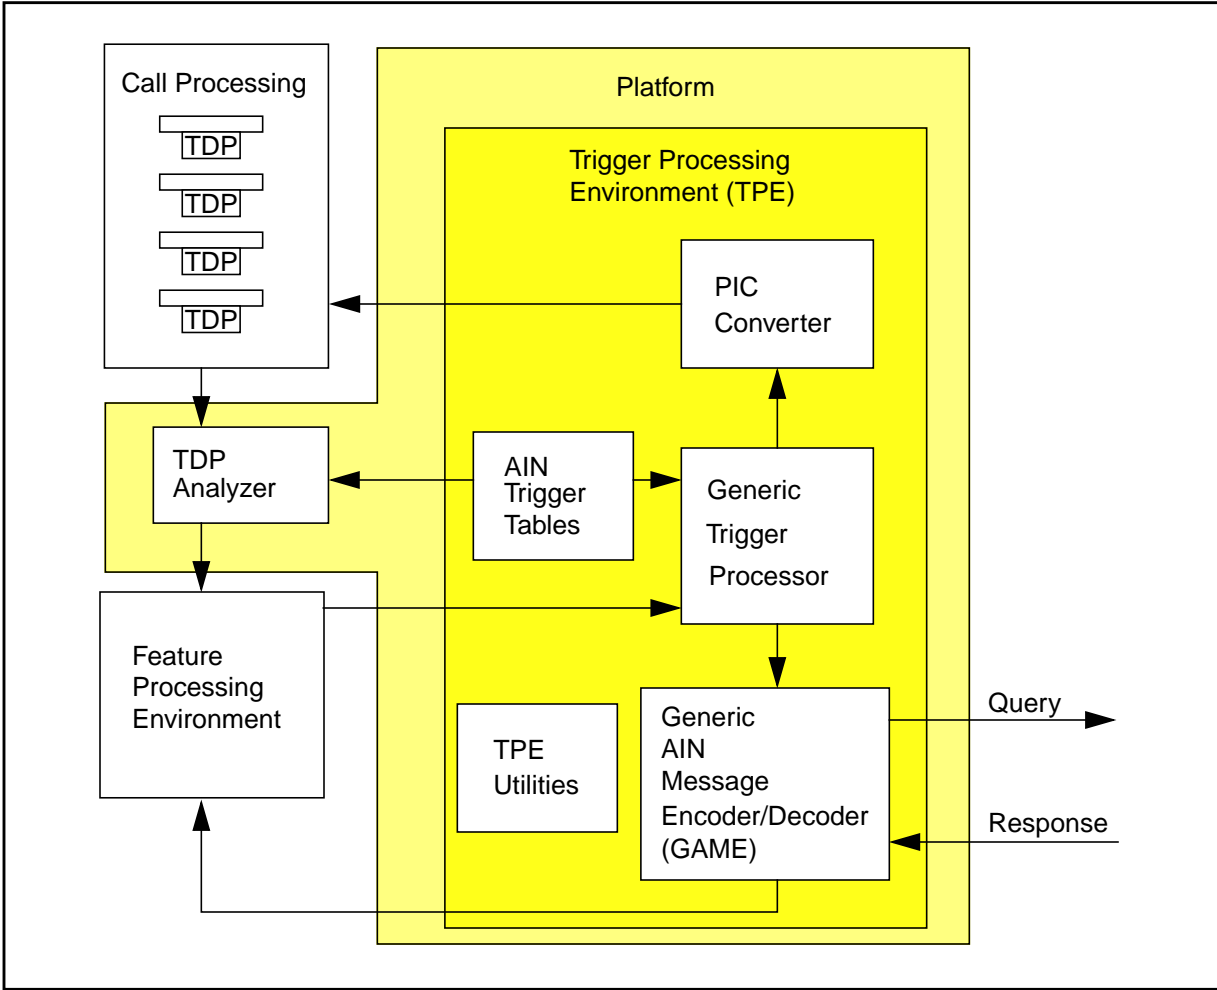 Call Processing
TDP
TDP
TDP
TDP
Platform
Trigger Processing
Environment (TPE)
PIC
Converter
TDP
Analyzer
AIN
Trigger
Tables
Generic
Trigger
Processor
Feature
Processing
Environment
TPE
Utilities
Generic
AIN
Message
Encoder/Decoder
(GAME)
Query
Response